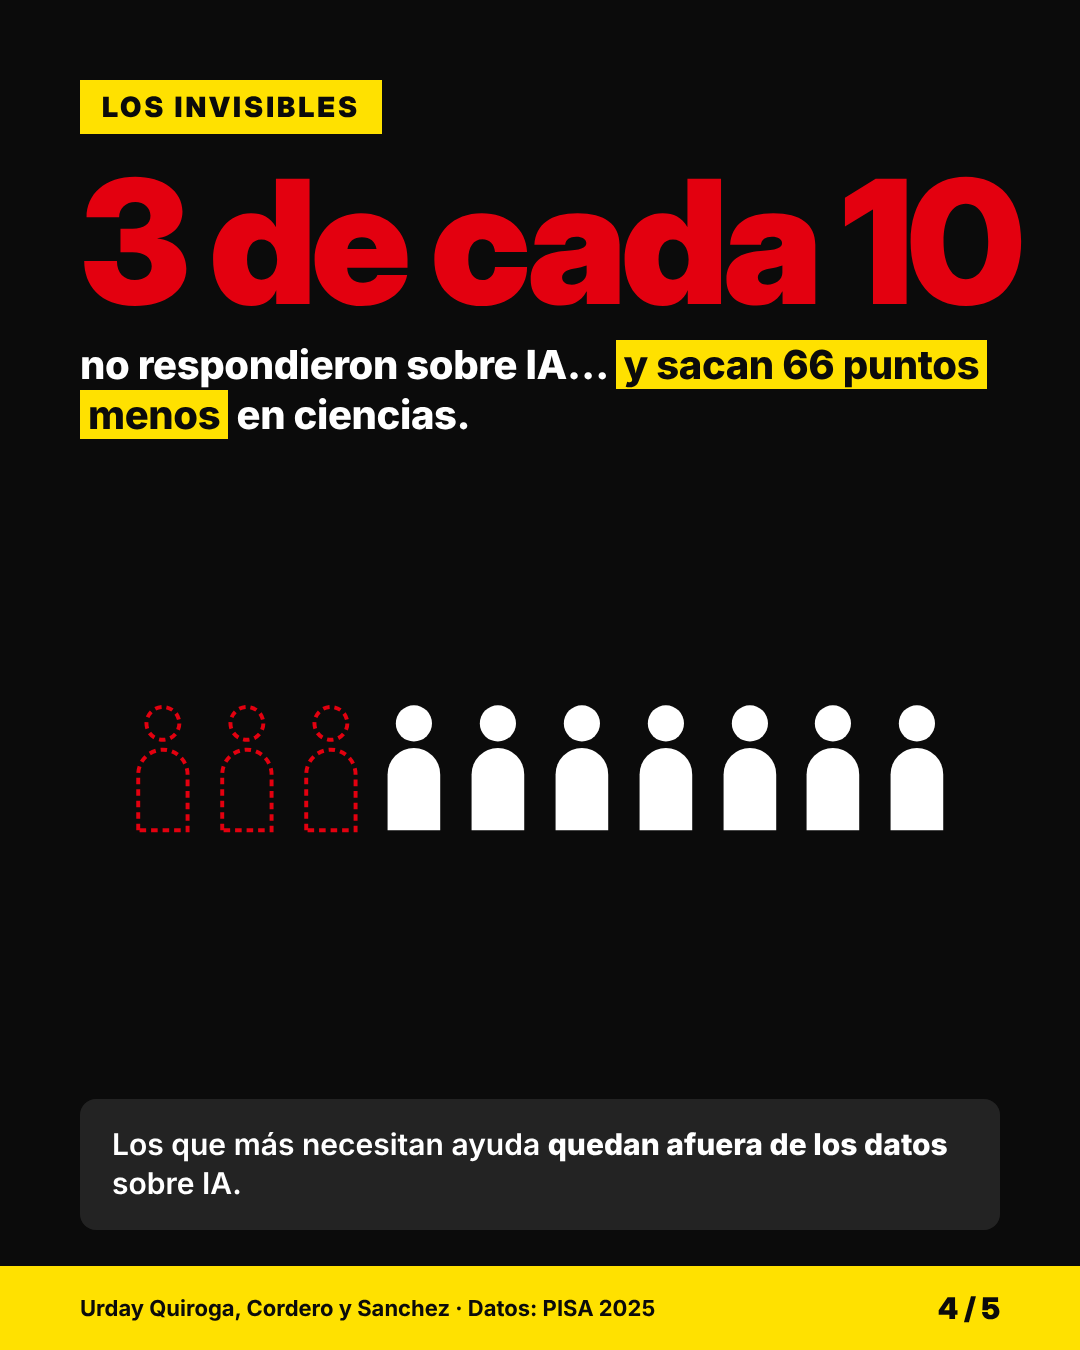 LOS INVISIBLES
3 de cada 10
no respondieron sobre IA... y sacan 66 puntos
menos en ciencias.
Los que más necesitan ayuda quedan afuera de los datos
sobre IA.
Urday Quiroga, Cordero y Sanchez · Datos: PISA 2025
4 / 5